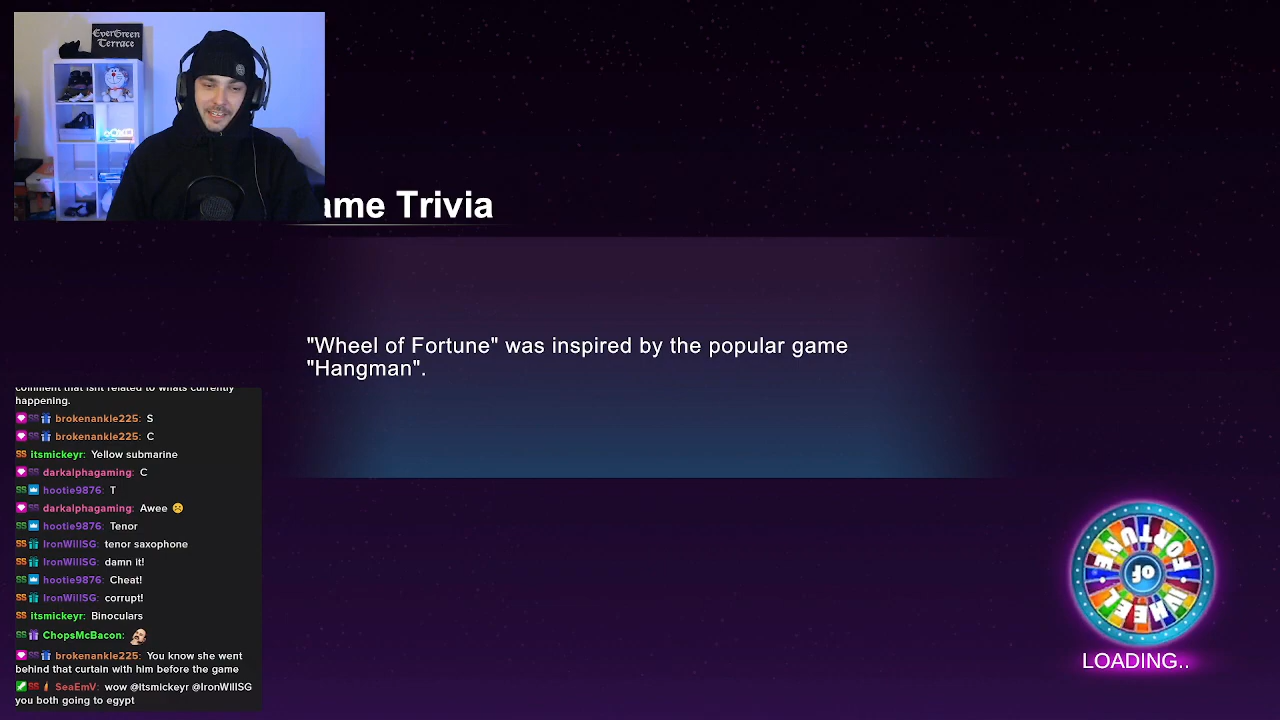 EverGreen
Terrace
ame Trivia
"Wheel of Fortune" was inspired by the popular game
"Hangman".
comment that isnt related to whats currently
happening.
brokenankle225: S
brokenankle225: C
itsmickeyr: Yellow submarine
darkalphagaming: C
hootie9876: T
darkalphagaming: Awee
hootie9876: Tenor
IronWillSG: tenor saxophone
IronWillSG: damn it!
hootie9876: Cheat!
IronWillSG: corrupt!
itsmickeyr: Binoculars
ChopsMcBacon:
brokenankle225: You know she went
behind that curtain with him before the game
SeaEmV: wow @Itsmickeyr @IronWillSG
you both going to egypt
WHEEL OF FORTUNE
LOADING..